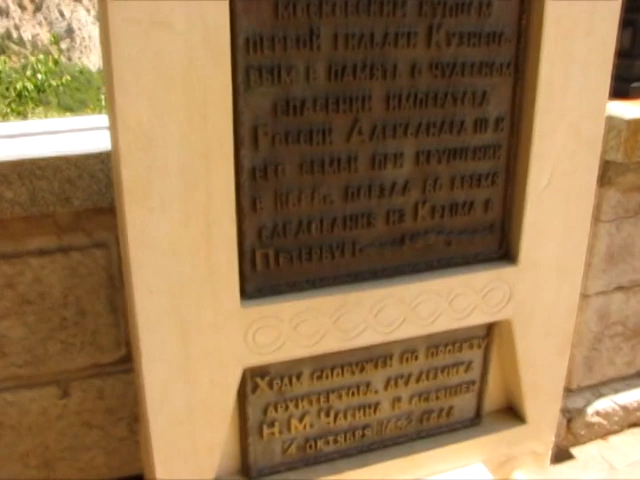 МОСКОВСКИМ КУПЦОМ
ПЕРВОЙ ГИЛЬДИИ КУЗНЕЦО-
ВЫМ В ПАМЯТЬ О ЧУДЕСНОМ
СПАСЕНИИ ИМПЕРАТОРА
РОССИИ АЛЕКСАНДРА III И
ЕГО СЕМЬИ ПРИ КРУШЕНИИ
В ПОЕЗДА ВО ВРЕМЯ
СЛЕДОВАНИЯ ИЗ КРЫМА В
ПЕТЕРБУРГ
ХРАМ СООРУЖЕН ПО ПРОЕКТУ
АРХИТЕКТОРА, АКАДЕМИКА
Н.М. ЧАГИНА И ОСВЯЩЕН
4 ОКТЯБРЯ 1892 ГОДА